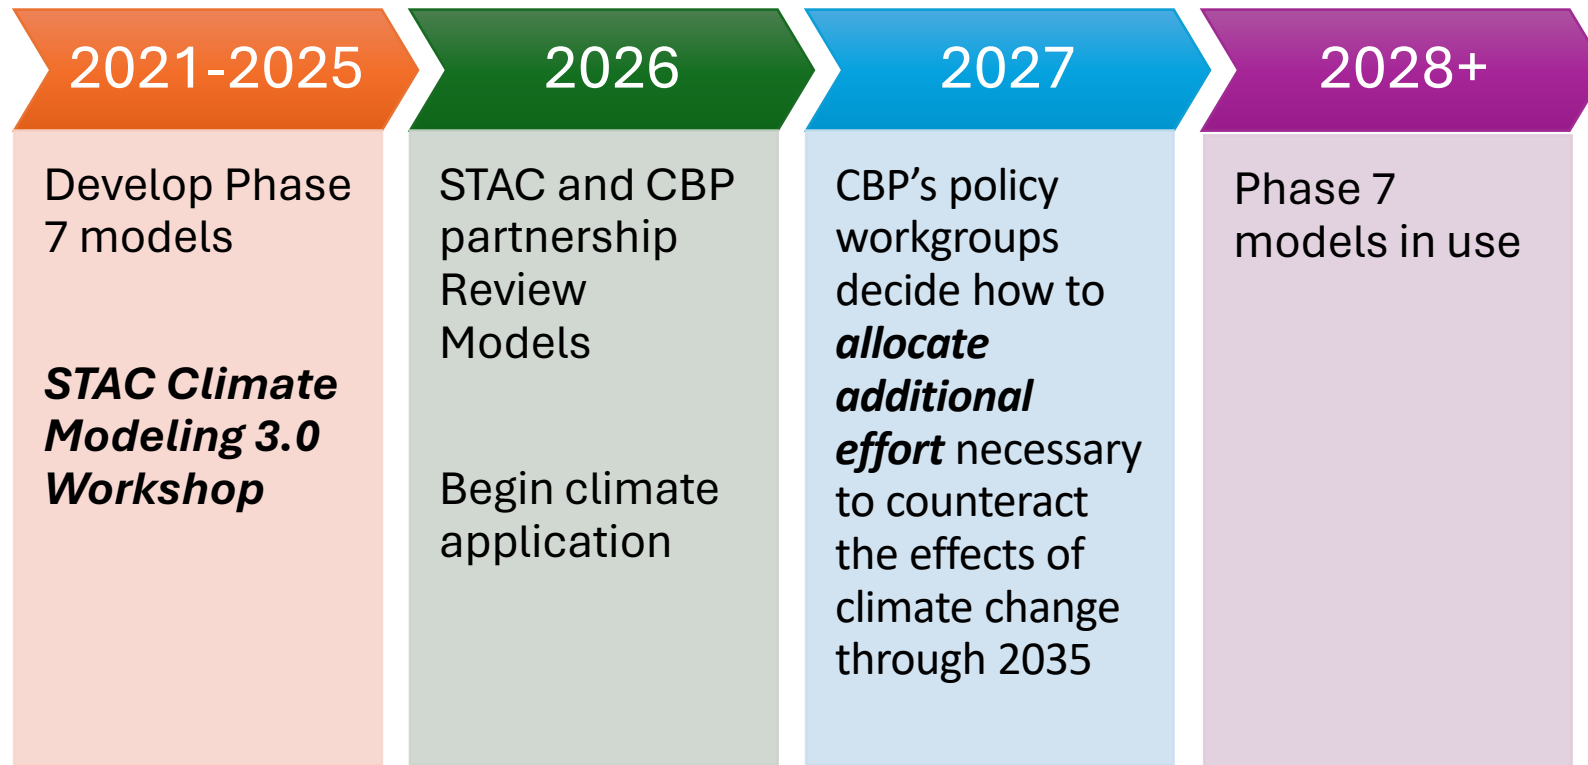 2021-2025
Develop Phase
7 models
STAC Climate
Modeling 3.0
Workshop
2026
STAC and CBP
partnership
Review
Models
Begin climate
application
2027
CBP’s policy
workgroups
decide how to
allocate
additional
effort necessary
to counteract
the effects of
climate change
through 2035
2028+
Phase 7
models in use